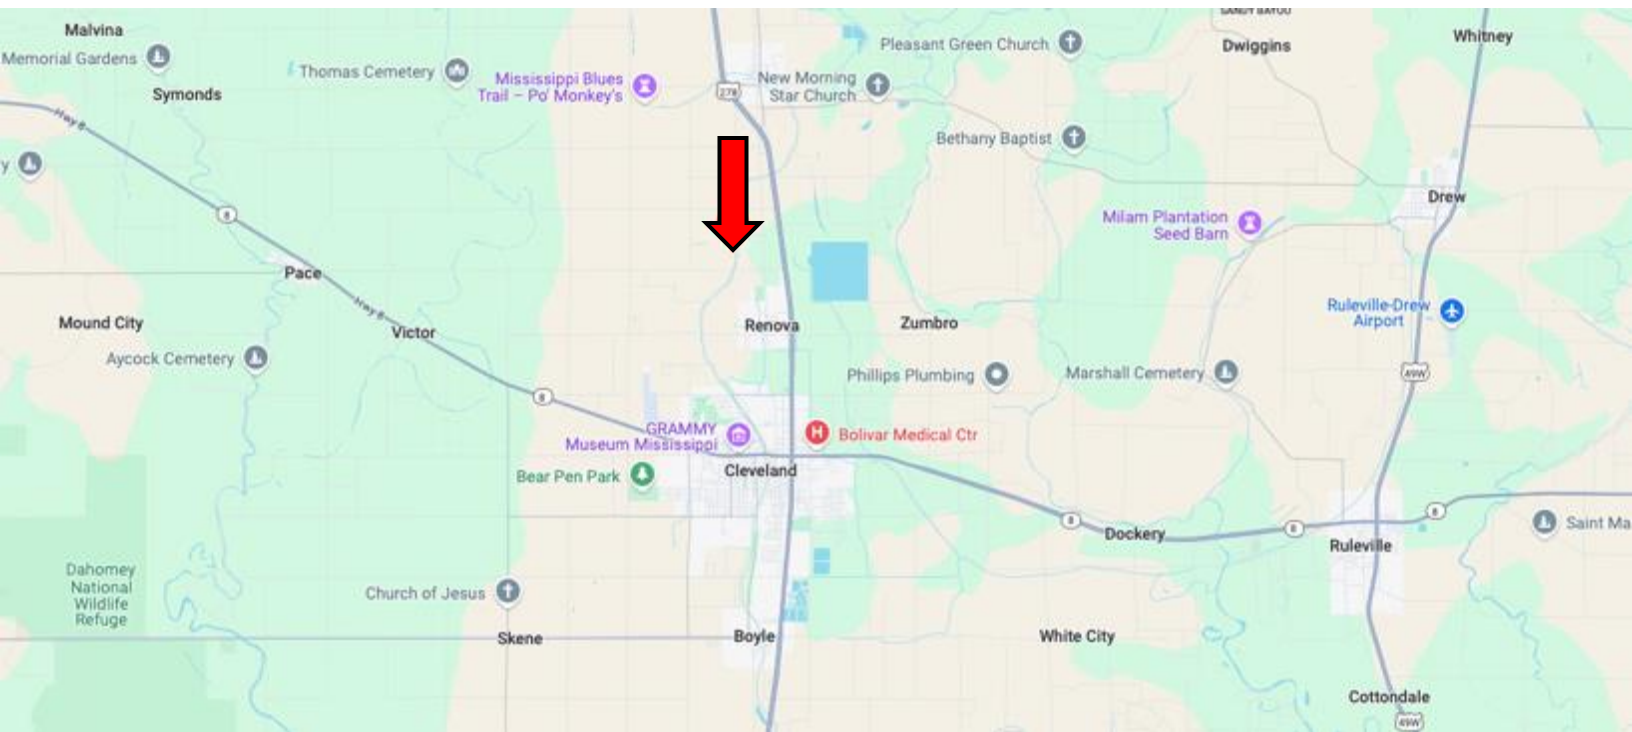 SANDY BAYOU
Malvina
Whitney
Pleasant Green Church
Dwiggins
Memorial Gardens
Thomas Cemetery
Mississippi Blues
Trail – Po' Monkey's
New Morning
Star Church
278
Symonds
Hwy 8
Bethany Baptist
y
8
Drew
Milam Plantation
Seed Barn
Pace
Hwy 8
Ruleville-Drew
Airport
Mound City
Victor
Renova
Zumbro
Aycock Cemetery
Phillips Plumbing
Marshall Cemetery
49W
8
GRAMMY
Museum Mississippi
H
Bolivar Medical Ctr
Cleveland
Bear Pen Park
8
8
8
Dockery
Saint Ma
Ruleville
Dahomey
National
Wildlife
Refuge
Church of Jesus
Skene
Boyle
White City
Cottondale
49W